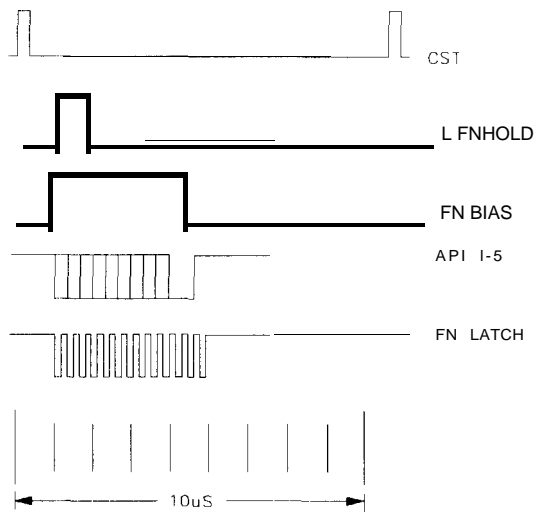 CST
L FNHOLD
FN BIAS
API I-5
FN LATCH
10uS